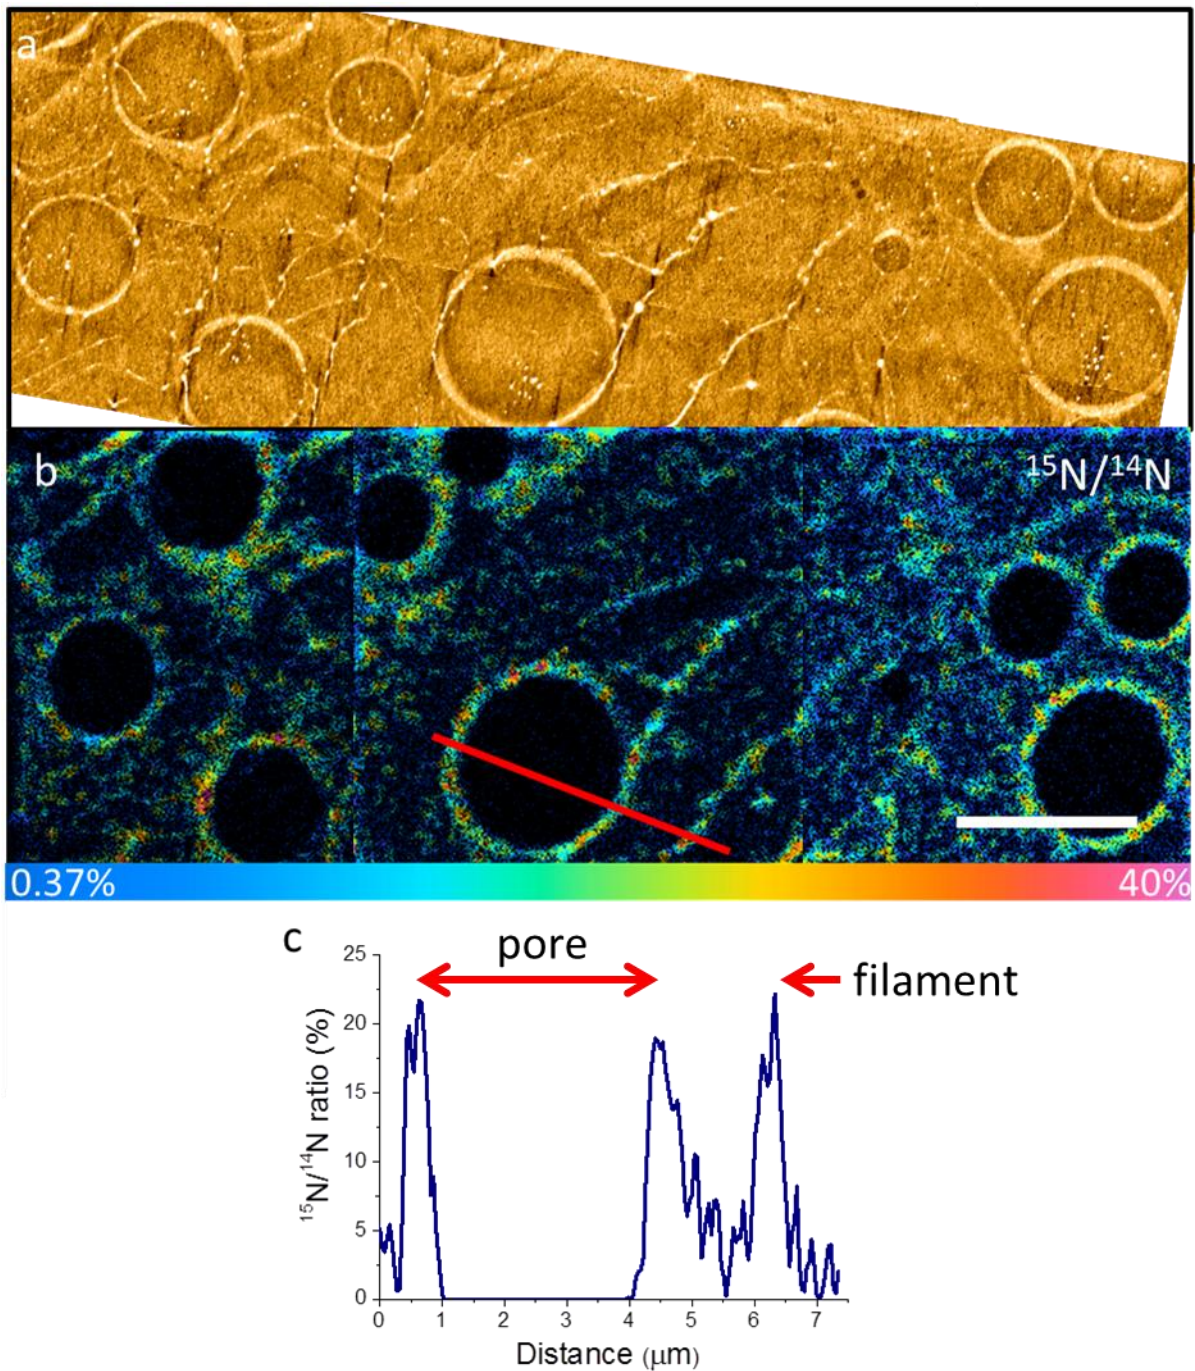 a
b
¹⁵N/¹⁴N
0.37%
40%
c
pore
filament
25
20
15
10
5
0
¹⁵N/¹⁴N ratio (%)
0 1 2 3 4 5 6 7
Distance (μm)